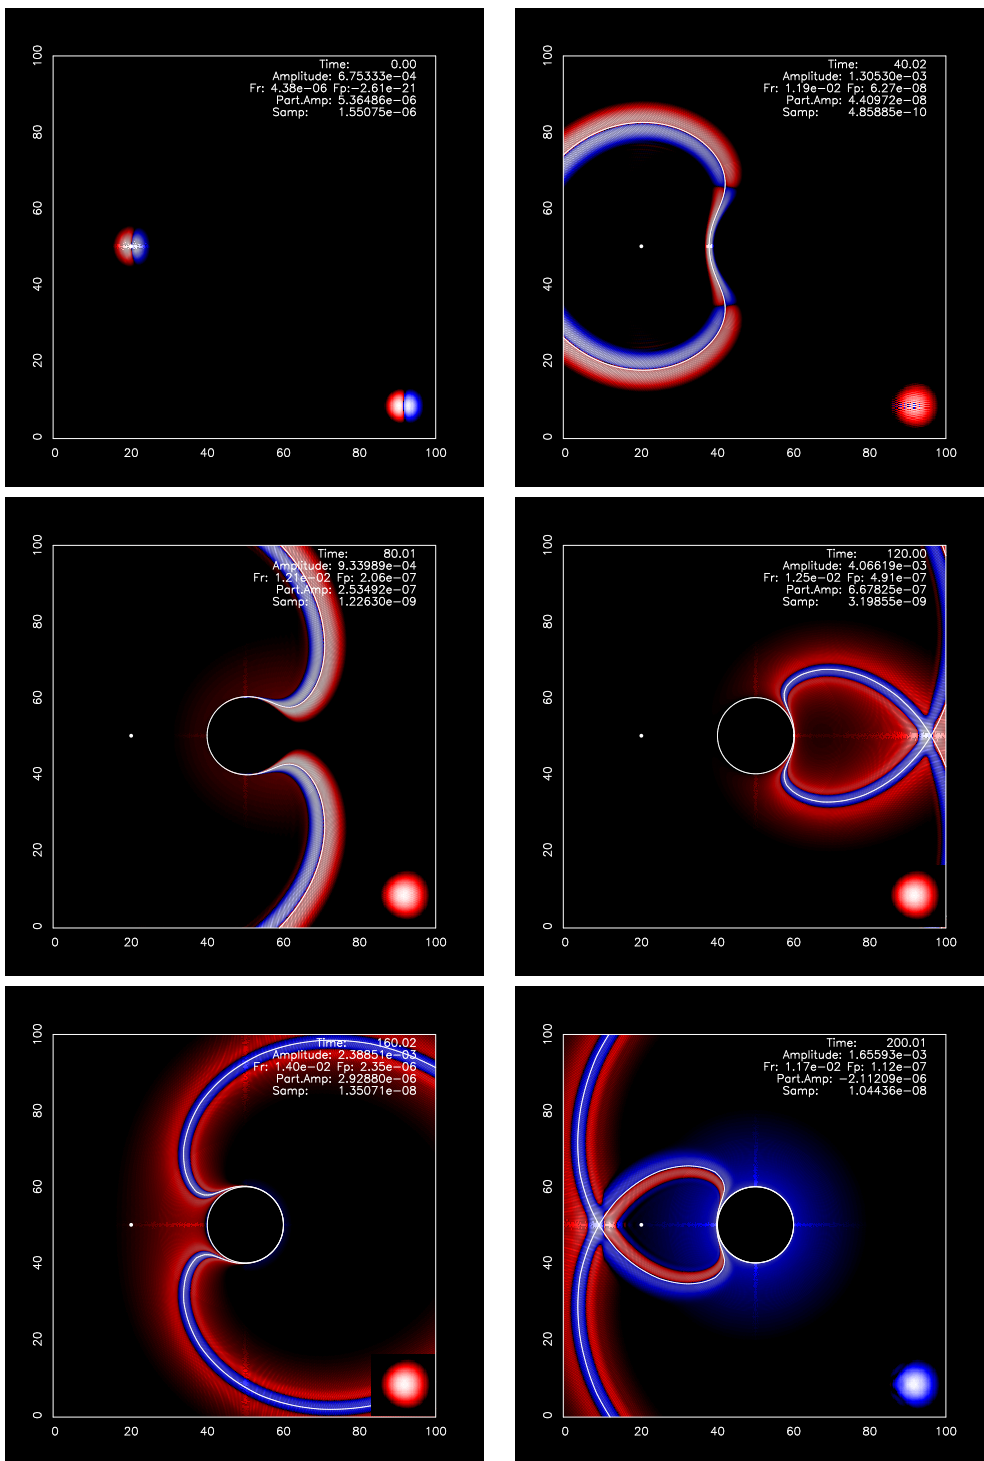 Time: 0.00
Amplitude: 6.75333e-04
Fr: 4.38e-06 Fp:-2.61e-21
Part.Amp: 5.36486e-06
Samp: 1.55075e-06
100
80
60
40
20
0
0 20 40 60 80 100
Time: 40.02
Amplitude: 1.30530e-03
Fr: 1.19e-02 Fp: 6.27e-08
Part.Amp: 4.40972e-08
Samp: 4.85885e-10
100
80
60
40
20
0
0 20 40 60 80 100
Time: 80.01
Amplitude: 9.33989e-04
Fr: 1.21e-02 Fp: 2.06e-07
Part.Amp: 2.53492e-07
Samp: 1.22630e-09
100
80
60
40
20
0
0 20 40 60 80 100
Time: 120.00
Amplitude: 4.06619e-03
Fr: 1.25e-02 Fp: 4.91e-07
Part.Amp: 6.67825e-07
Samp: 3.19855e-09
100
80
60
40
20
0
0 20 40 60 80 100
Time: 160.02
Amplitude: 2.38851e-03
Fr: 1.40e-02 Fp: 2.35e-06
Part.Amp: 2.92880e-06
Samp: 1.35071e-08
100
80
60
40
20
0
0 20 40 60 80 100
Time: 200.01
Amplitude: 1.65593e-03
Fr: 1.17e-02 Fp: 1.12e-07
Part.Amp: -2.11209e-06
Samp: 1.04436e-08
100
80
60
40
20
0
0 20 40 60 80 100